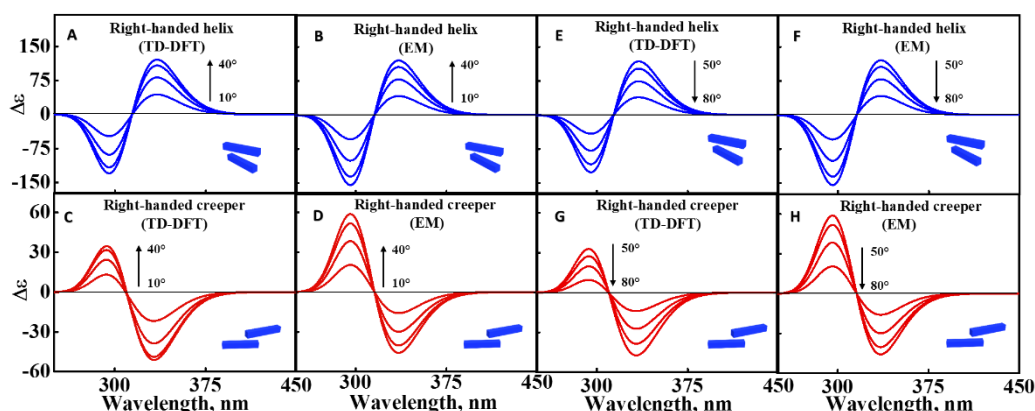 A
Right-handed helix
(TD-DFT)
40°
10°
B
Right-handed helix
(EM)
40°
10°
E
Right-handed helix
(TD-DFT)
50°
80°
F
Right-handed helix
(EM)
50°
80°
150
75
0
-75
-150
Δε
C
Right-handed creeper
(TD-DFT)
40°
10°
D
Right-handed creeper
(EM)
40°
10°
G
Right-handed creeper
(TD-DFT)
50°
80°
H
Right-handed creeper
(EM)
50°
80°
60
30
0
-30
-60
Δε
300 375 450 300 375 450 300 375 450 300 375 450
Wavelength, nm Wavelength, nm Wavelength, nm Wavelength, nm